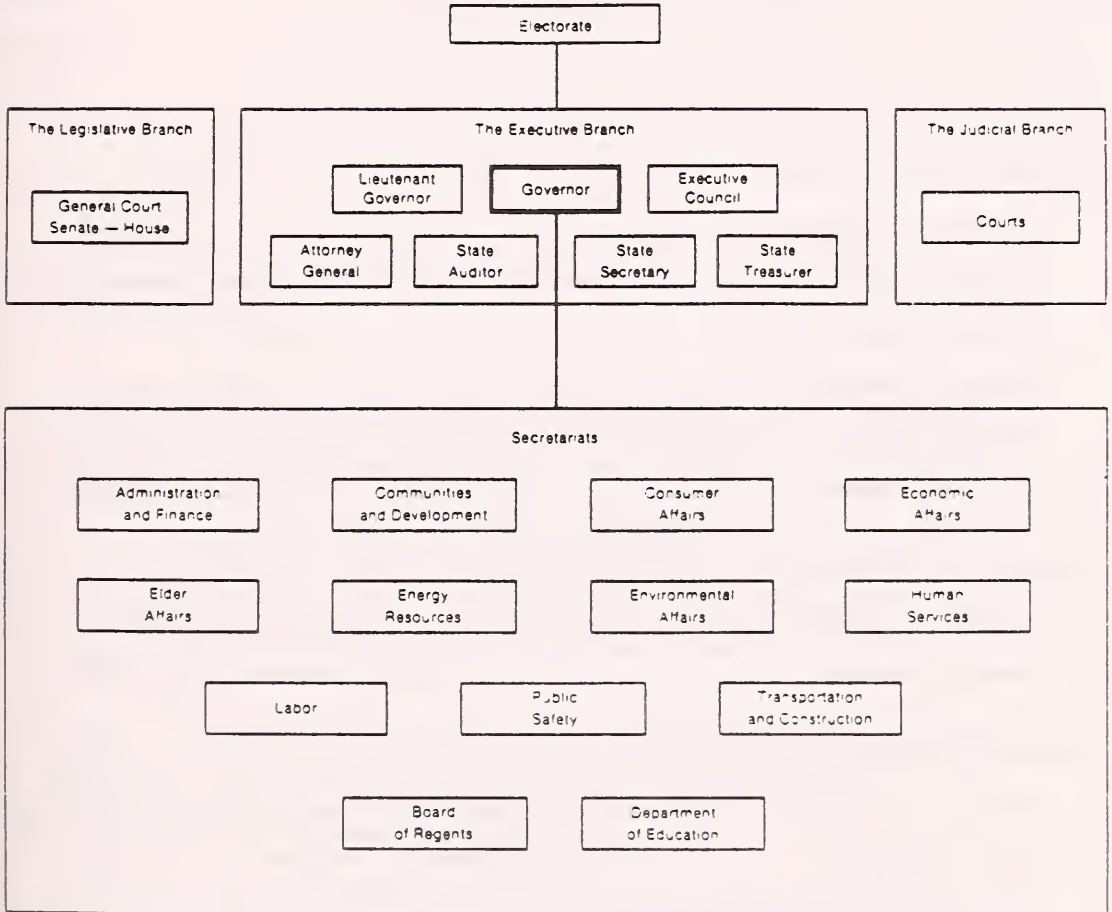 Electorate
The Legislative Branch
General Court
Senate — House
The Executive Branch
Lieutenant
Governor
Governor
Executive
Council
Attorney
General
State
Auditor
State
Secretary
State
Treasurer
The Judicial Branch
Courts
Secretariats
Administration
and Finance
Communities
and Development
Consumer
Affairs
Economic
Affairs
Elder
Affairs
Energy
Resources
Environmental
Affairs
Human
Services
Labor
Public
Safety
Transportation
and Construction
Board
of Regents
Department
of Education